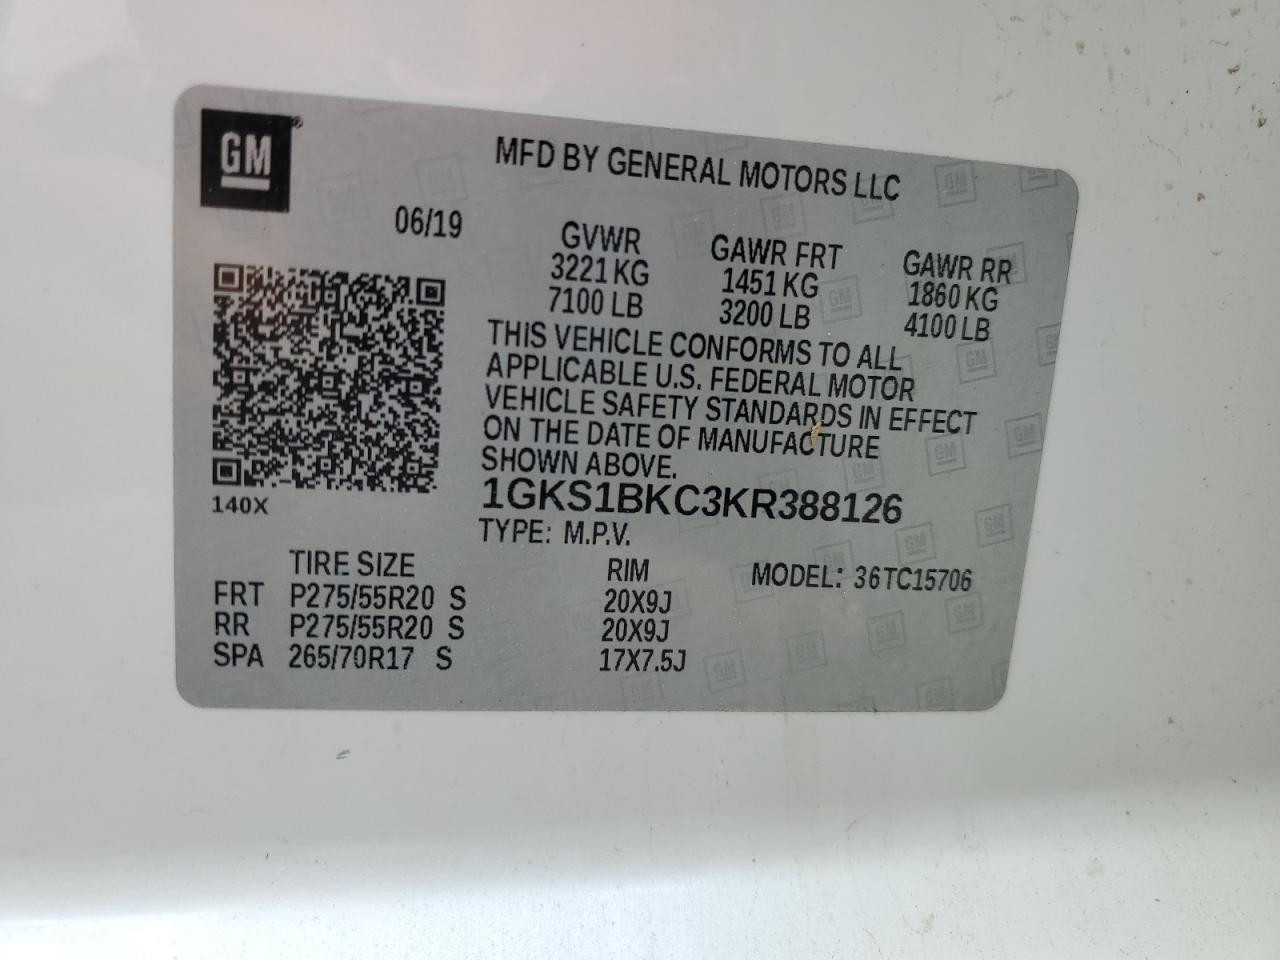 GM®
MFD BY GENERAL MOTORS LLC
06/19
GVWR GAWR FRT GAWR RR
3221 KG 1451 KG 1860 KG
7100 LB 3200 LB 4100 LB
THIS VEHICLE CONFORMS TO ALL
APPLICABLE U.S. FEDERAL MOTOR
VEHICLE SAFETY STANDARDS IN EFFECT
ON THE DATE OF MANUFACTURE
SHOWN ABOVE.
140X
1GKS1BKC3KR388126
TYPE: M.P.V.
TIRE SIZE RIM MODEL: 36TC15706
FRT P275/55R20 S 20X9J
RR P275/55R20 S 20X9J
SPA 265/70R17 S 17X7.5J